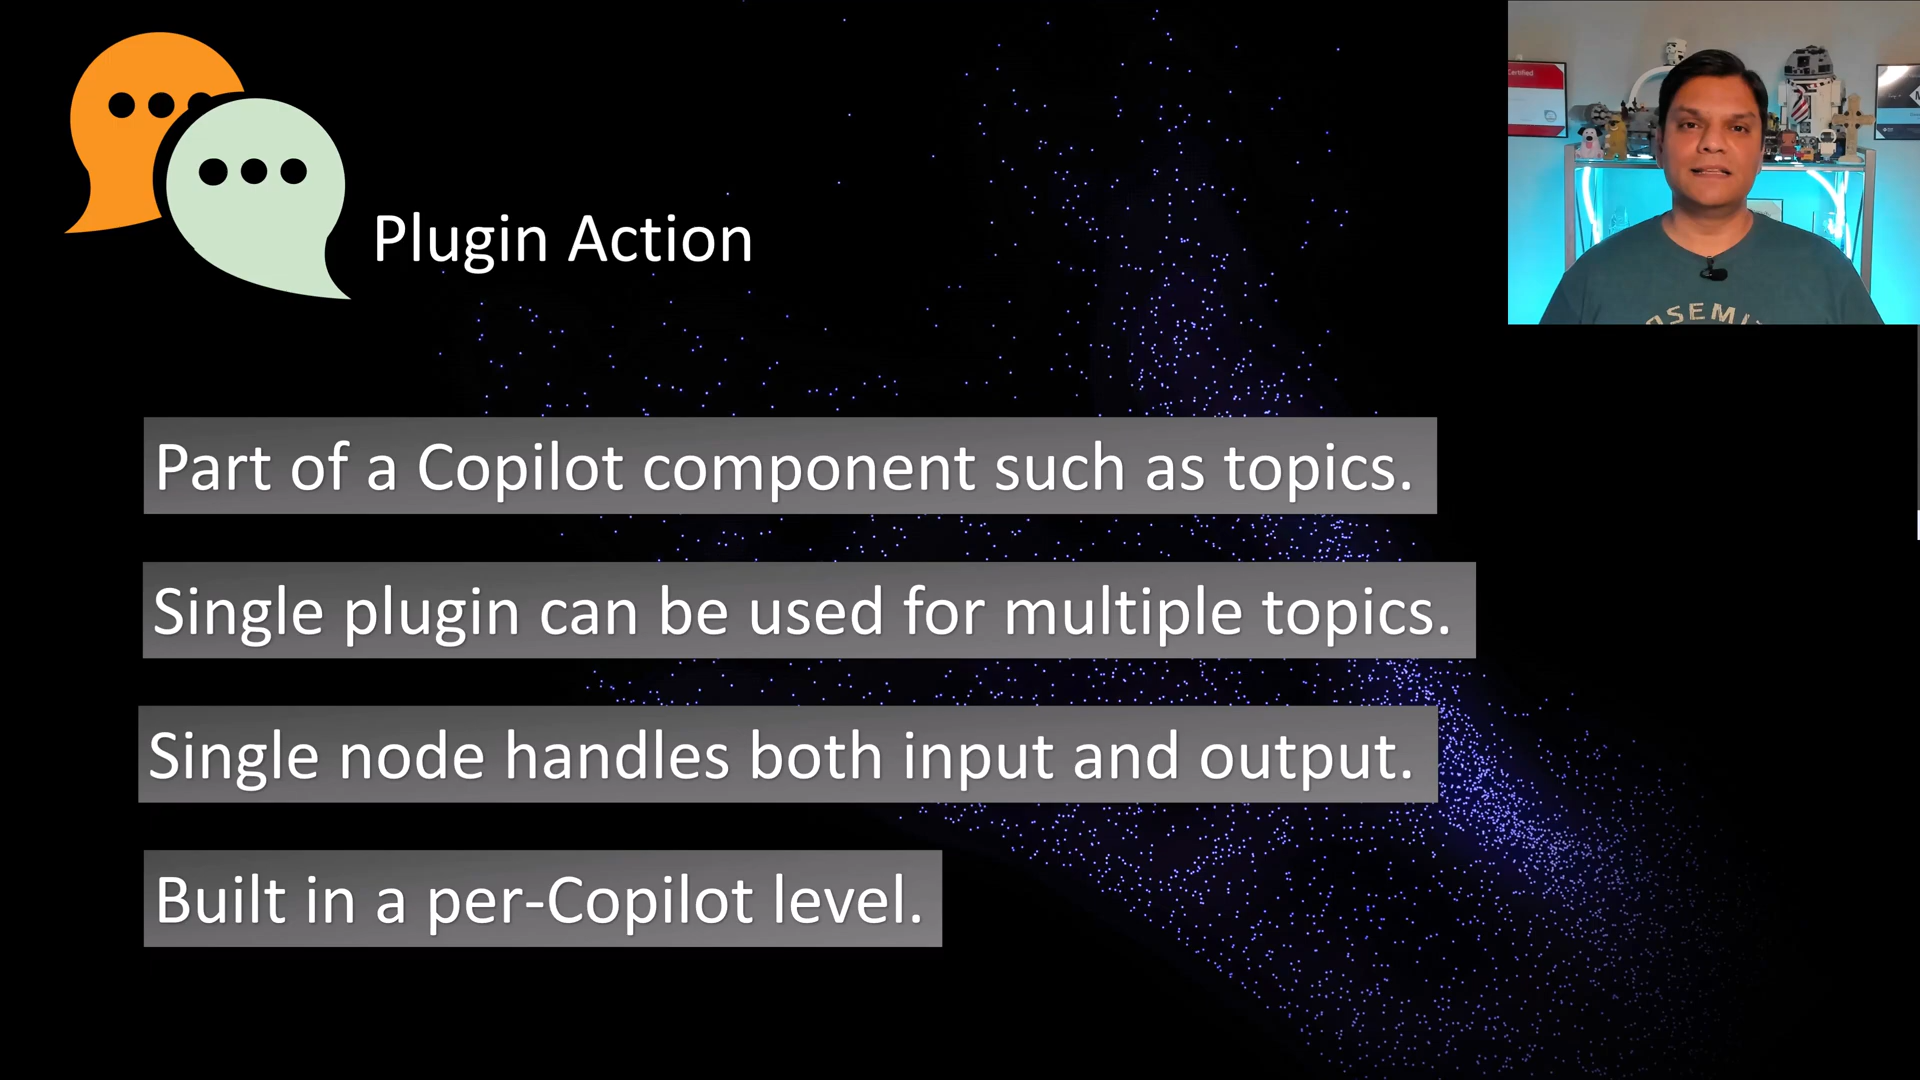 Plugin Action
Certified
Part of a Copilot component such as topics.
Single plugin can be used for multiple topics.
Single node handles both input and output.
Built in a per-Copilot level.